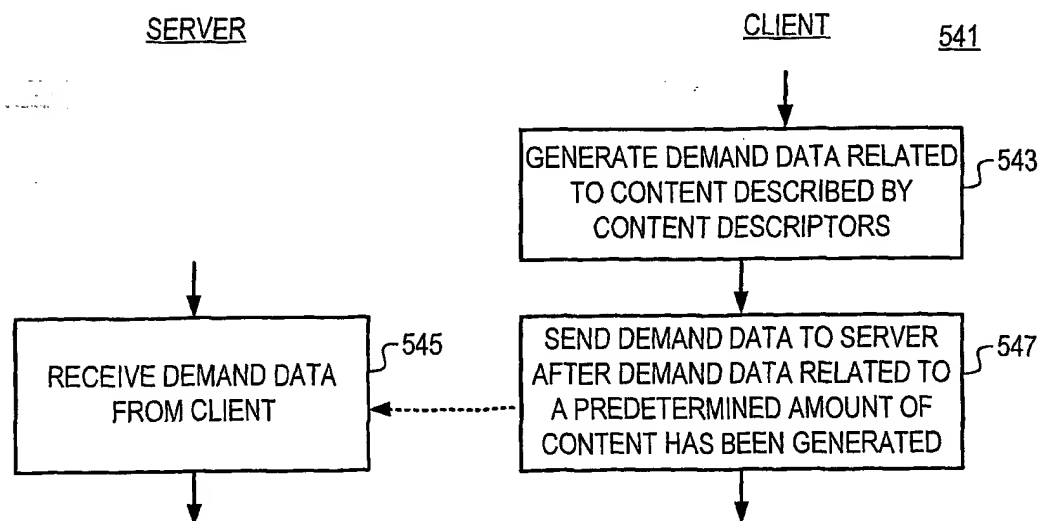 SERVER
CLIENT
541
GENERATE DEMAND DATA RELATED
TO CONTENT DESCRIBED BY
CONTENT DESCRIPTORS
543
RECEIVE DEMAND DATA
FROM CLIENT
545
SEND DEMAND DATA TO SERVER
AFTER DEMAND DATA RELATED TO
A PREDETERMINED AMOUNT OF
CONTENT HAS BEEN GENERATED
547